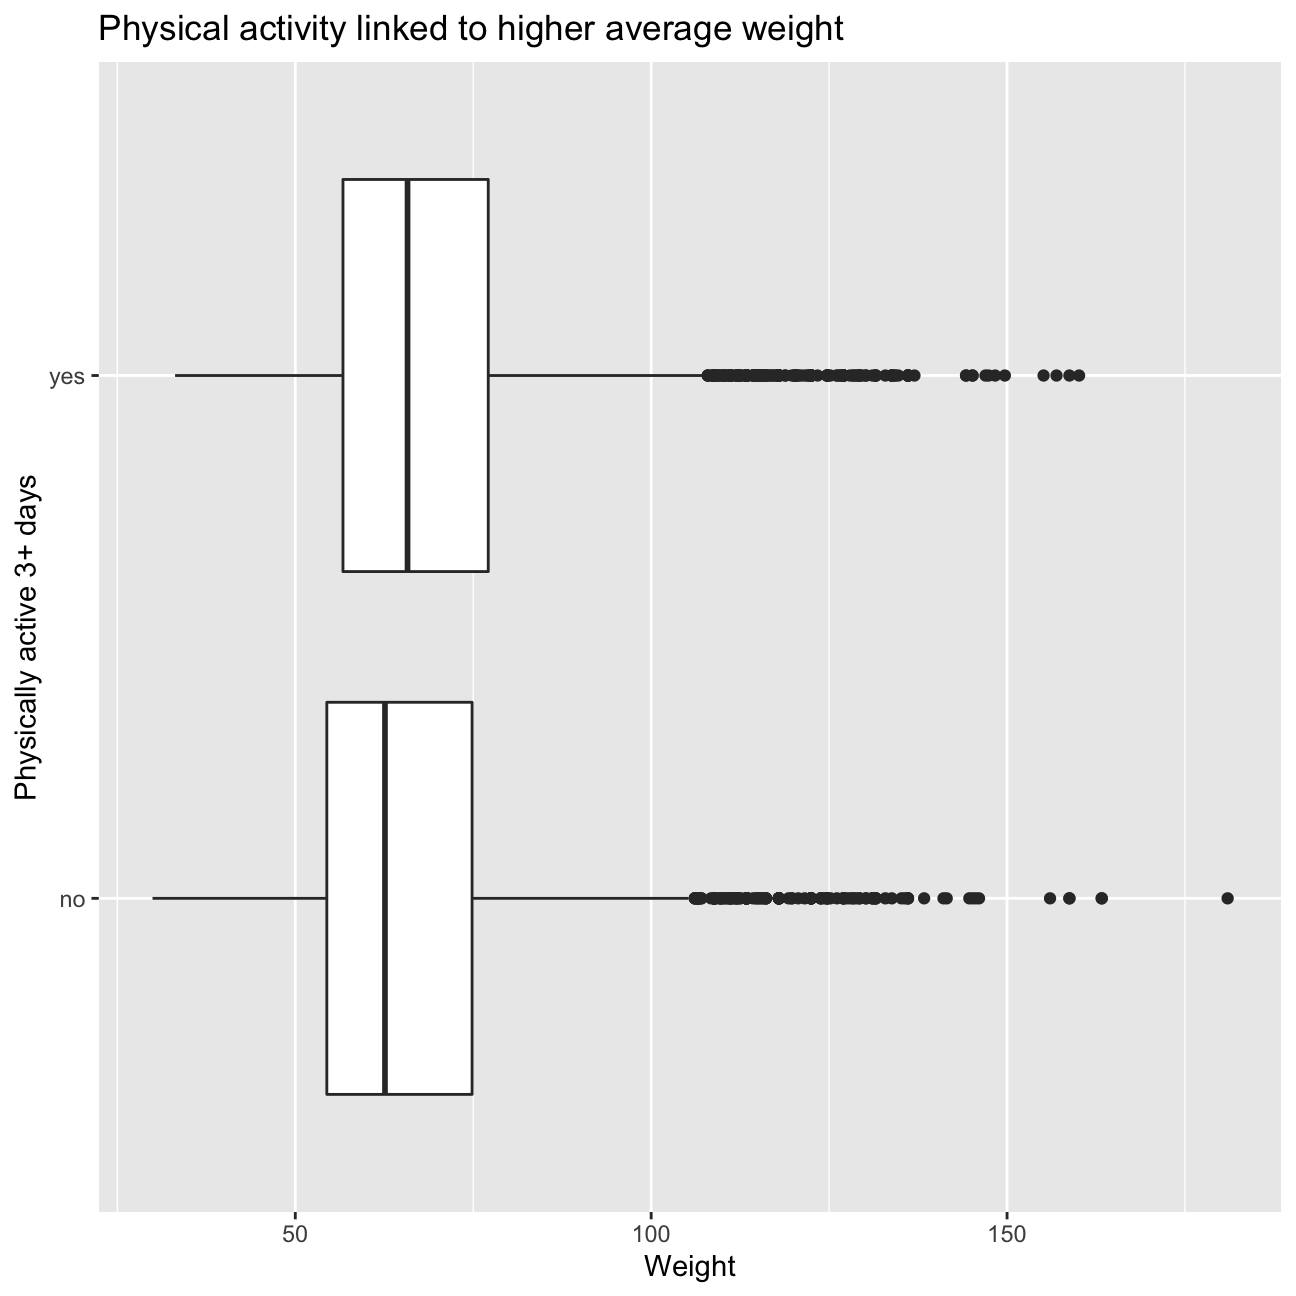 Physical activity linked to higher average weight
Physically active 3+ days
yes
no
50
100
150
Weight